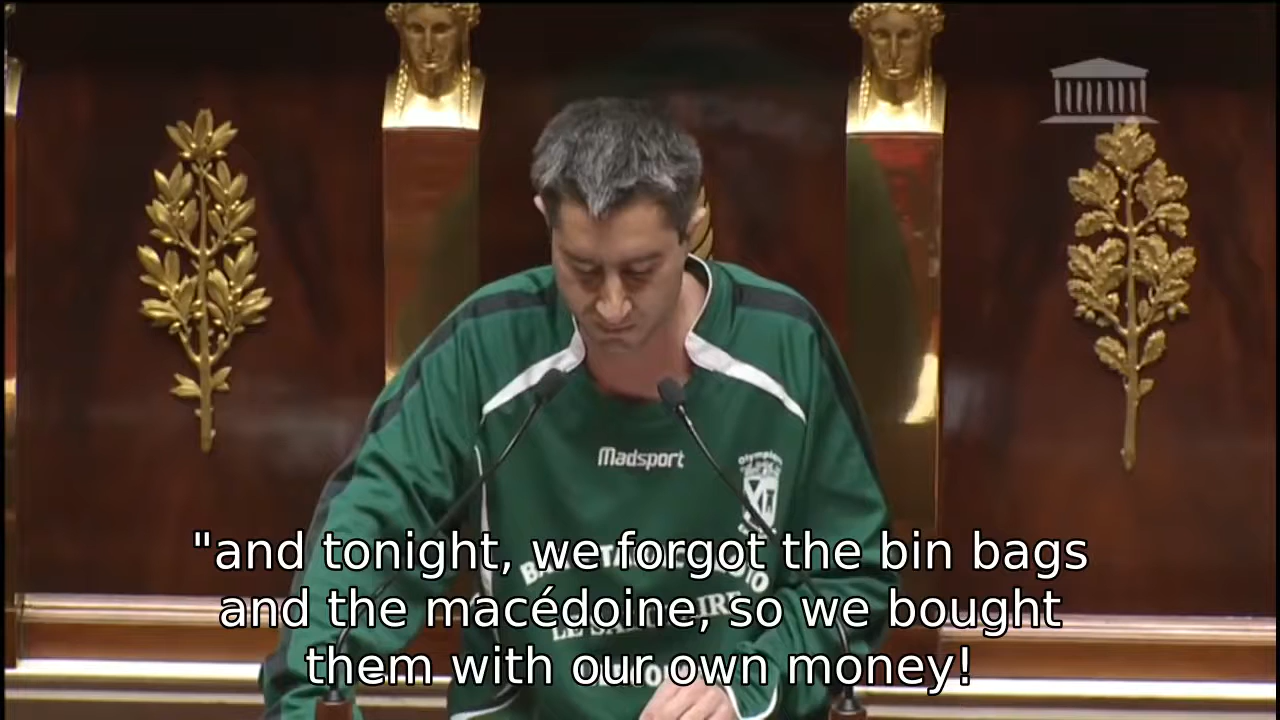 Madsport
Olympique
"and tonight, we forgot the bin bags
and the macédoine, so we bought
them with our own money!